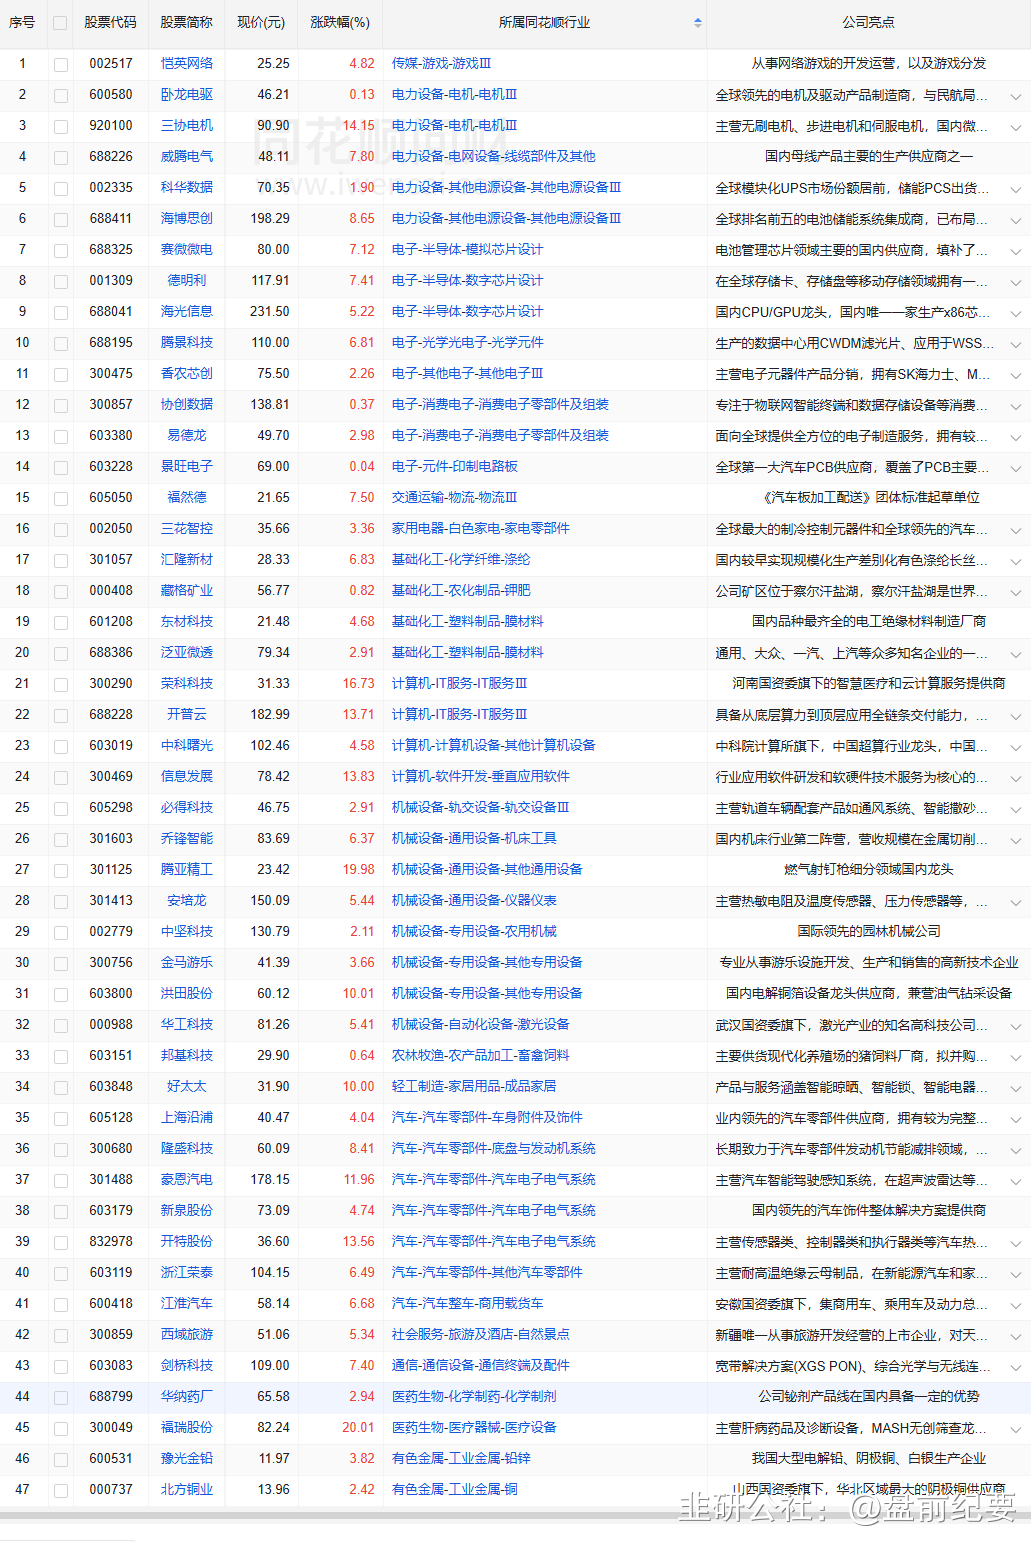 序号 股票代码 股票简称 现价(元) 涨跌幅(%) 所属同花顺行业 公司亮点
1 002517 恺英网络 25.25 4.82 传媒-游戏-游戏Ⅲ 从事网络游戏的开发运营，以及游戏分发
2 600580 卧龙电驱 46.21 0.13 电力设备-电机-电机Ⅲ 全球领先的电机及驱动产品制造商，与民航局...
3 920100 三协电机 90.90 14.15 电力设备-电机-电机Ⅲ 主营无刷电机、步进电机和伺服电机，国内微...
4 688226 威腾电气 48.11 7.80 电力设备-电网设备-线缆部件及其他 国内母线产品主要的生产供应商之一
5 002335 科华数据 70.35 1.90 电力设备-其他电源设备-其他电源设备Ⅲ 全球模块化UPS市场份额居前，储能PCS出货...
6 688411 海博思创 198.29 8.65 电力设备-其他电源设备-其他电源设备Ⅲ 全球排名前五的电池储能系统集成商，已布局...
7 688325 赛微微电 80.00 7.12 电子-半导体-模拟芯片设计 电池管理芯片领域主要的国内供应商，填补了...
8 001309 德明利 117.91 7.41 电子-半导体-数字芯片设计 在全球存储卡、存储盘等移动存储领域拥有一...
9 688041 海光信息 231.50 5.22 电子-半导体-数字芯片设计 国内CPU/GPU龙头，国内唯一一家生产x86芯...
10 688195 腾景科技 110.00 6.81 电子-光学光电子-光学元件 生产的数据中心用CWDM滤光片、应用于WSS...
11 300475 香农芯创 75.50 2.26 电子-其他电子-其他电子Ⅲ 主营电子元器件产品分销，拥有SK海力士、M...
12 300857 协创数据 138.81 0.37 电子-消费电子-消费电子零部件及组装 专注于物联网智能终端和数据存储设备等消费...
13 603380 易德龙 49.70 2.98 电子-消费电子-消费电子零部件及组装 面向全球提供全方位的电子制造服务，拥有较...
14 603228 景旺电子 69.00 0.04 电子-元件-印制电路板 全球第一大汽车PCB供应商，覆盖了PCB主要...
15 605050 福然德 21.65 7.50 交通运输-物流-物流Ⅲ 《汽车板加工配送》团体标准起草单位
16 002050 三花智控 35.66 3.36 家用电器-白色家电-家电零部件 全球最大的制冷控制元器件和全球领先的汽车...
17 301057 汇隆新材 28.33 6.83 基础化工-化学纤维-涤纶 国内较早实现规模化生产差别化有色涤纶长丝...
18 000408 藏格矿业 56.77 0.82 基础化工-农化制品-钾肥 公司矿区位于察尔汗盐湖，察尔汗盐湖是世界...
19 601208 东材科技 21.48 4.68 基础化工-塑料制品-膜材料 国内品种最齐全的电工绝缘材料制造厂商
20 688386 泛亚微透 79.34 2.91 基础化工-塑料制品-膜材料 通用、大众、一汽、上汽等众多知名企业的一...
21 300290 荣科科技 31.33 16.73 计算机-IT服务-IT服务Ⅲ 河南国资委旗下的智慧医疗和云计算服务提供商
22 688228 开普云 182.99 13.71 计算机-IT服务-IT服务Ⅲ 具备从底层算力到顶层应用全链条交付能力，...
23 603019 中科曙光 102.46 4.58 计算机-计算机设备-其他计算机设备 中科院计算所旗下，中国超算行业龙头，中国...
24 300469 信息发展 78.42 13.83 计算机-软件开发-垂直应用软件 行业应用软件研发和软硬件技术服务为核心的...
25 605298 必得科技 46.75 2.91 机械设备-轨交设备-轨交设备Ⅲ 主营轨道车辆配套产品如通风系统、智能撒砂...
26 301603 乔锋智能 83.69 6.37 机械设备-通用设备-机床工具 国内机床行业第二阵营，营收规模在金属切削...
27 301125 腾亚精工 23.42 19.98 机械设备-通用设备-其他通用设备 燃气射钉枪细分领域国内龙头
28 301413 安培龙 150.09 5.44 机械设备-通用设备-仪器仪表 主营热敏电阻及温度传感器、压力传感器等，...
29 002779 中坚科技 130.79 2.11 机械设备-专用设备-农用机械 国际领先的园林机械公司
30 300756 金马游乐 41.39 3.66 机械设备-专用设备-其他专用设备 专业从事游乐设施开发、生产和销售的高新技术企业
31 603800 洪田股份 60.12 10.01 机械设备-专用设备-其他专用设备 国内电解铜箔设备龙头供应商，兼营油气钻采设备
32 000988 华工科技 81.26 5.41 机械设备-自动化设备-激光设备 武汉国资委旗下，激光产业的知名高科技公司...
33 603151 邦基科技 29.90 0.64 农林牧渔-农产品加工-畜禽饲料 主要供货现代化养殖场的猪饲料厂商，拟并购...
34 603848 好太太 31.90 10.00 轻工制造-家居用品-成品家居 产品与服务涵盖智能晾晒、智能锁、智能电器...
35 605128 上海沿浦 40.47 4.04 汽车-汽车零部件-车身附件及饰件 业内领先的汽车零部件供应商，拥有较为完整...
36 300680 隆盛科技 60.09 8.41 汽车-汽车零部件-底盘与发动机系统 长期致力于汽车零部件发动机节能减排领域，...
37 301488 豪恩汽电 178.15 11.96 汽车-汽车零部件-汽车电子电气系统 主营汽车智能驾驶感知系统，在超声波雷达等...
38 603179 新泉股份 73.09 4.74 汽车-汽车零部件-汽车电子电气系统 国内领先的汽车饰件整体解决方案提供商
39 832978 开特股份 36.60 13.56 汽车-汽车零部件-汽车电子电气系统 主营传感器类、控制器类和执行器类等汽车热...
40 603119 浙江荣泰 104.15 6.49 汽车-汽车零部件-其他汽车零部件 主营耐高温绝缘云母制品，在新能源汽车和家...
41 600418 江淮汽车 58.14 6.68 汽车-汽车整车-商用载货车 安徽国资委旗下，集商用车、乘用车及动力总...
42 300859 西域旅游 51.06 5.34 社会服务-旅游及酒店-自然景点 新疆唯一从事旅游开发经营的上市企业，对天...
43 603083 剑桥科技 109.00 7.40 通信-通信设备-通信终端及配件 宽带解决方案(XGS PON)、综合光学与无线连...
44 688799 华纳药厂 65.58 2.94 医药生物-化学制药-化学制剂 公司铋剂产品线在国内具备一定的优势
45 300049 福瑞股份 82.24 20.01 医药生物-医疗器械-医疗设备 主营肝病药品及诊断设备，MASH无创筛查龙...
46 600531 豫光金铅 11.97 3.82 有色金属-工业金属-铅锌 我国大型电解铅、阴极铜、白银生产企业
47 000737 北方铜业 13.96 2.42 有色金属-工业金属-铜 山西国资委旗下，华北区域最大的阴极铜供应商
韭研公社：@盘前纪要